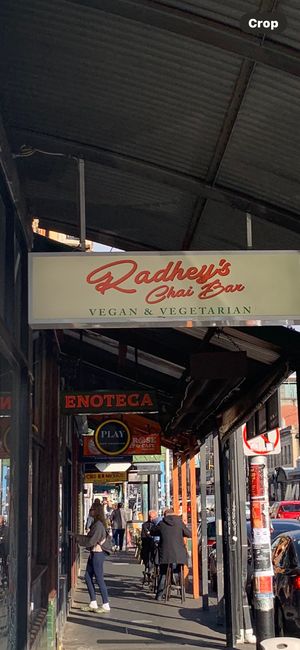 Crop
Radhey's
Chai Bar
VEGAN & VEGETARIAN
ENOTECA
PLAY
ROSE